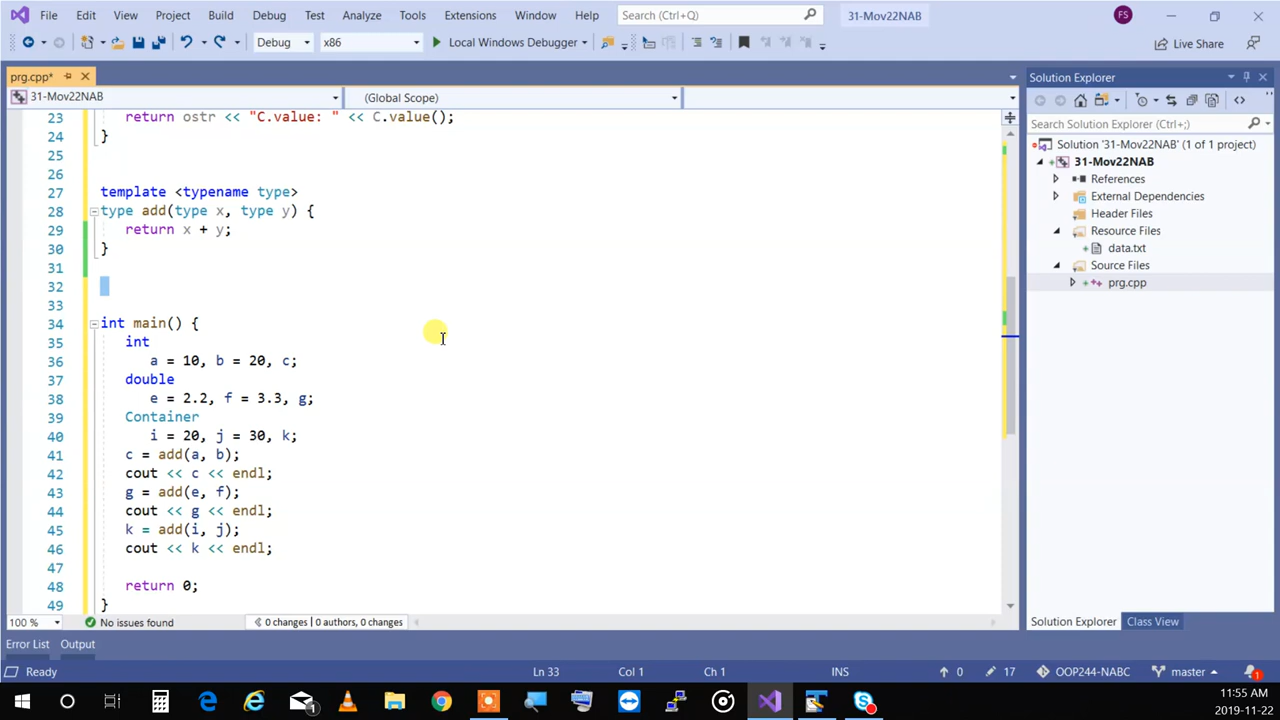 File Edit View Project Build Debug Test Analyze Tools Extensions Window Help Search (Ctrl+Q) 31-Mov22NAB FS
Debug x86 Local Windows Debugger Live Share
prg.cpp*
31-Mov22NAB (Global Scope)
23 return ostr << "C.value: " << C.value();
24 }
25
26
27 template <typename type>
28 type add(type x, type y) {
29 return x + y;
30 }
31
32
33
34 int main() {
35 int
36 a = 10, b = 20, c;
37 double
38 e = 2.2, f = 3.3, g;
39 Container
40 i = 20, j = 30, k;
41 c = add(a, b);
42 cout << c << endl;
43 g = add(e, f);
44 cout << g << endl;
45 k = add(i, j);
46 cout << k << endl;
47
48 return 0;
49 }
100 % No issues found 0 changes | 0 authors, 0 changes
Solution Explorer
Search Solution Explorer (Ctrl+;)
Solution '31-Mov22NAB' (1 of 1 project)
31-Mov22NAB
References
External Dependencies
Header Files
Resource Files
data.txt
Source Files
prg.cpp
Solution Explorer Class View
Error List Output
Ready Ln 33 Col 1 Ch 1 INS 0 17 OOP244-NABC master 1
1
11:55 AM
2019-11-22